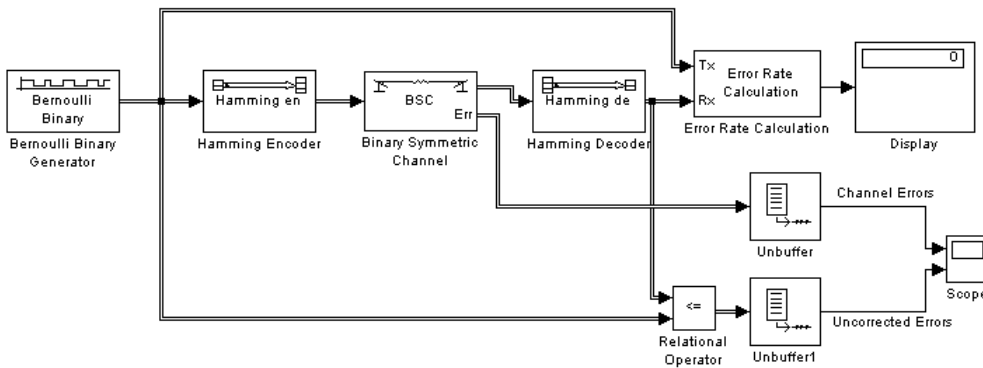 Bernoulli
Binary
Bernoulli Binary
Generator
Hamming en
Hamming Encoder
BSC
Err
Binary Symmetric
Channel
Hamming de
Hamming Decoder
Tx
Rx
Error Rate
Calculation
Error Rate Calculation
0
Display
Unbuffer
Channel Errors
Scope
<=
Relational
Operator
Unbuffer1
Uncorrected Errors